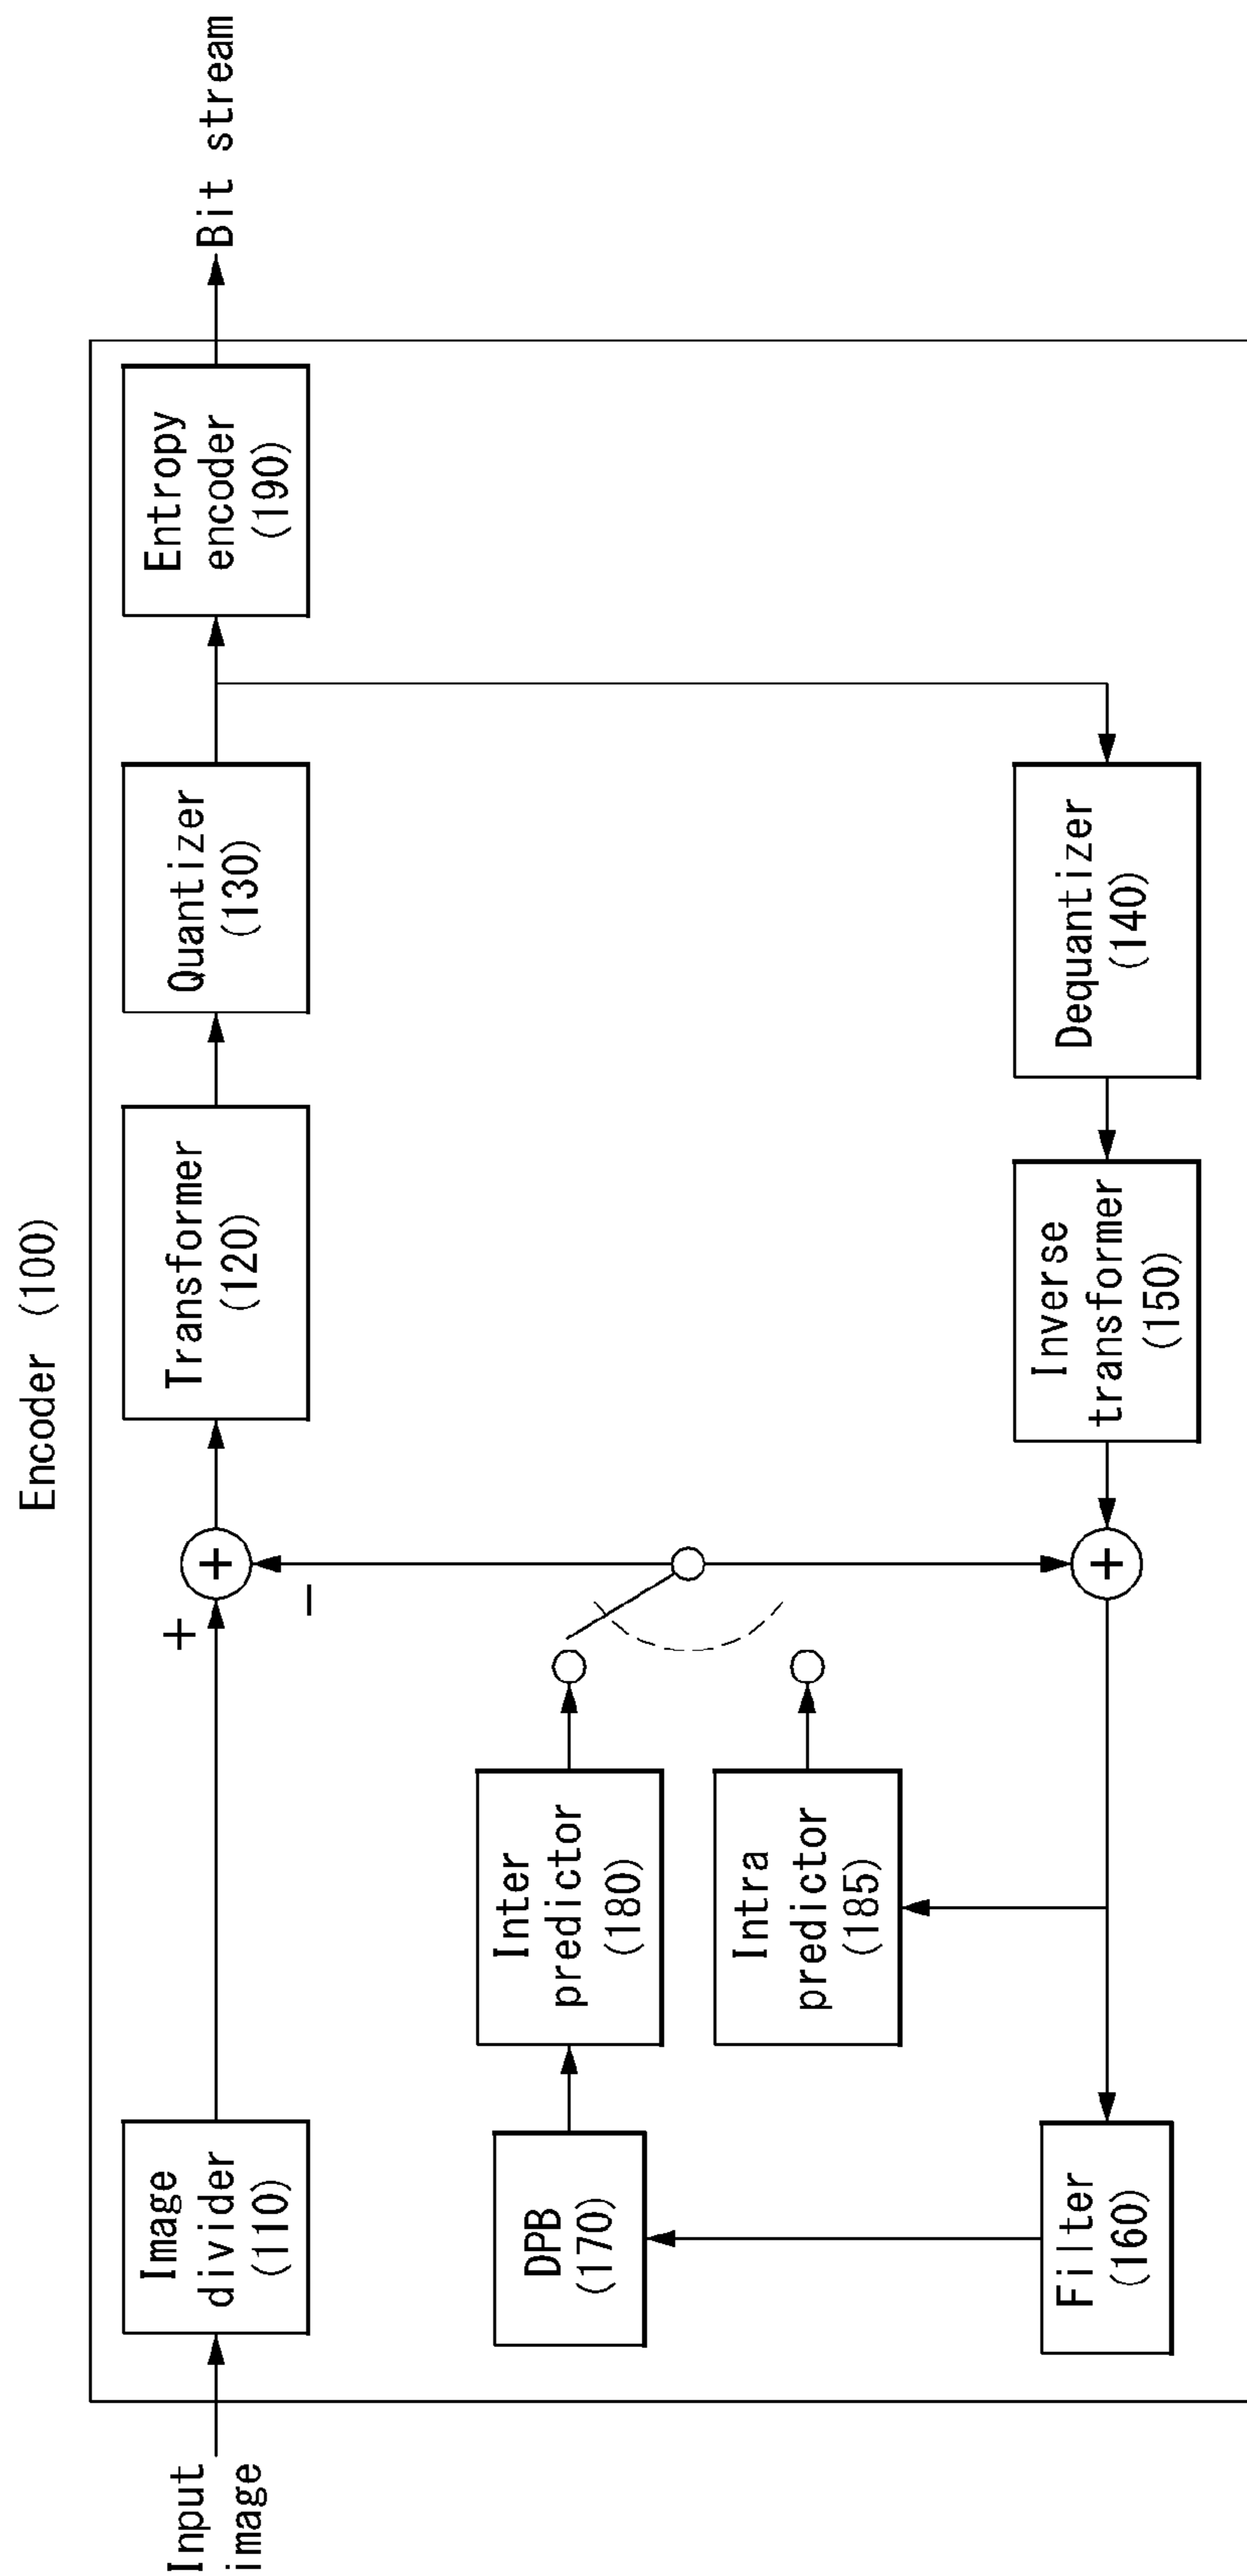 Encoder (100)
Input
image
Image
divider
(110)
+
−
+
Transformer
(120)
Quantizer
(130)
Entropy
encoder
(190)
Bit stream
DPB
(170)
Inter
predictor
(180)
Intra
predictor
(185)
Filter
(160)
+
Inverse
transformer
(150)
Dequantizer
(140)